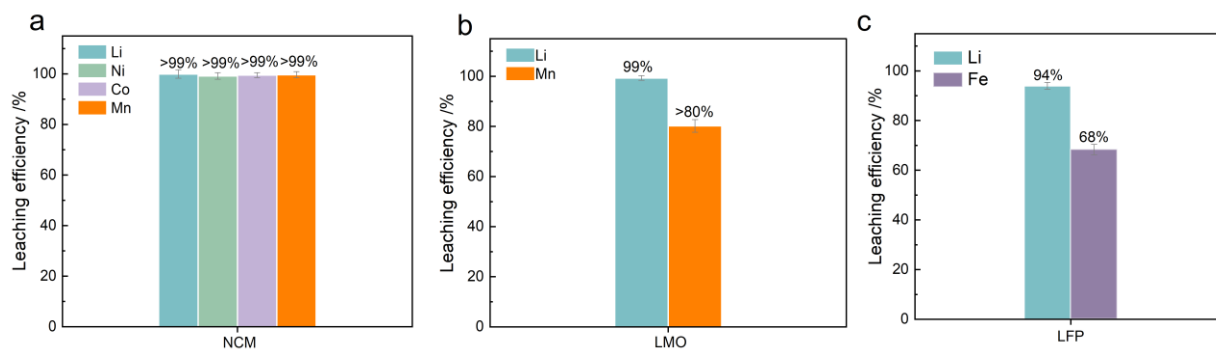 a
Li
Ni
Co
Mn
>99% >99% >99% >99%
Leaching efficiency /%
100
80
60
40
20
0
NCM
b
Li
Mn
99%
>80%
Leaching efficiency /%
100
80
60
40
20
0
LMO
c
Li
Fe
94%
68%
Leaching efficiency /%
100
80
60
40
20
0
LFP